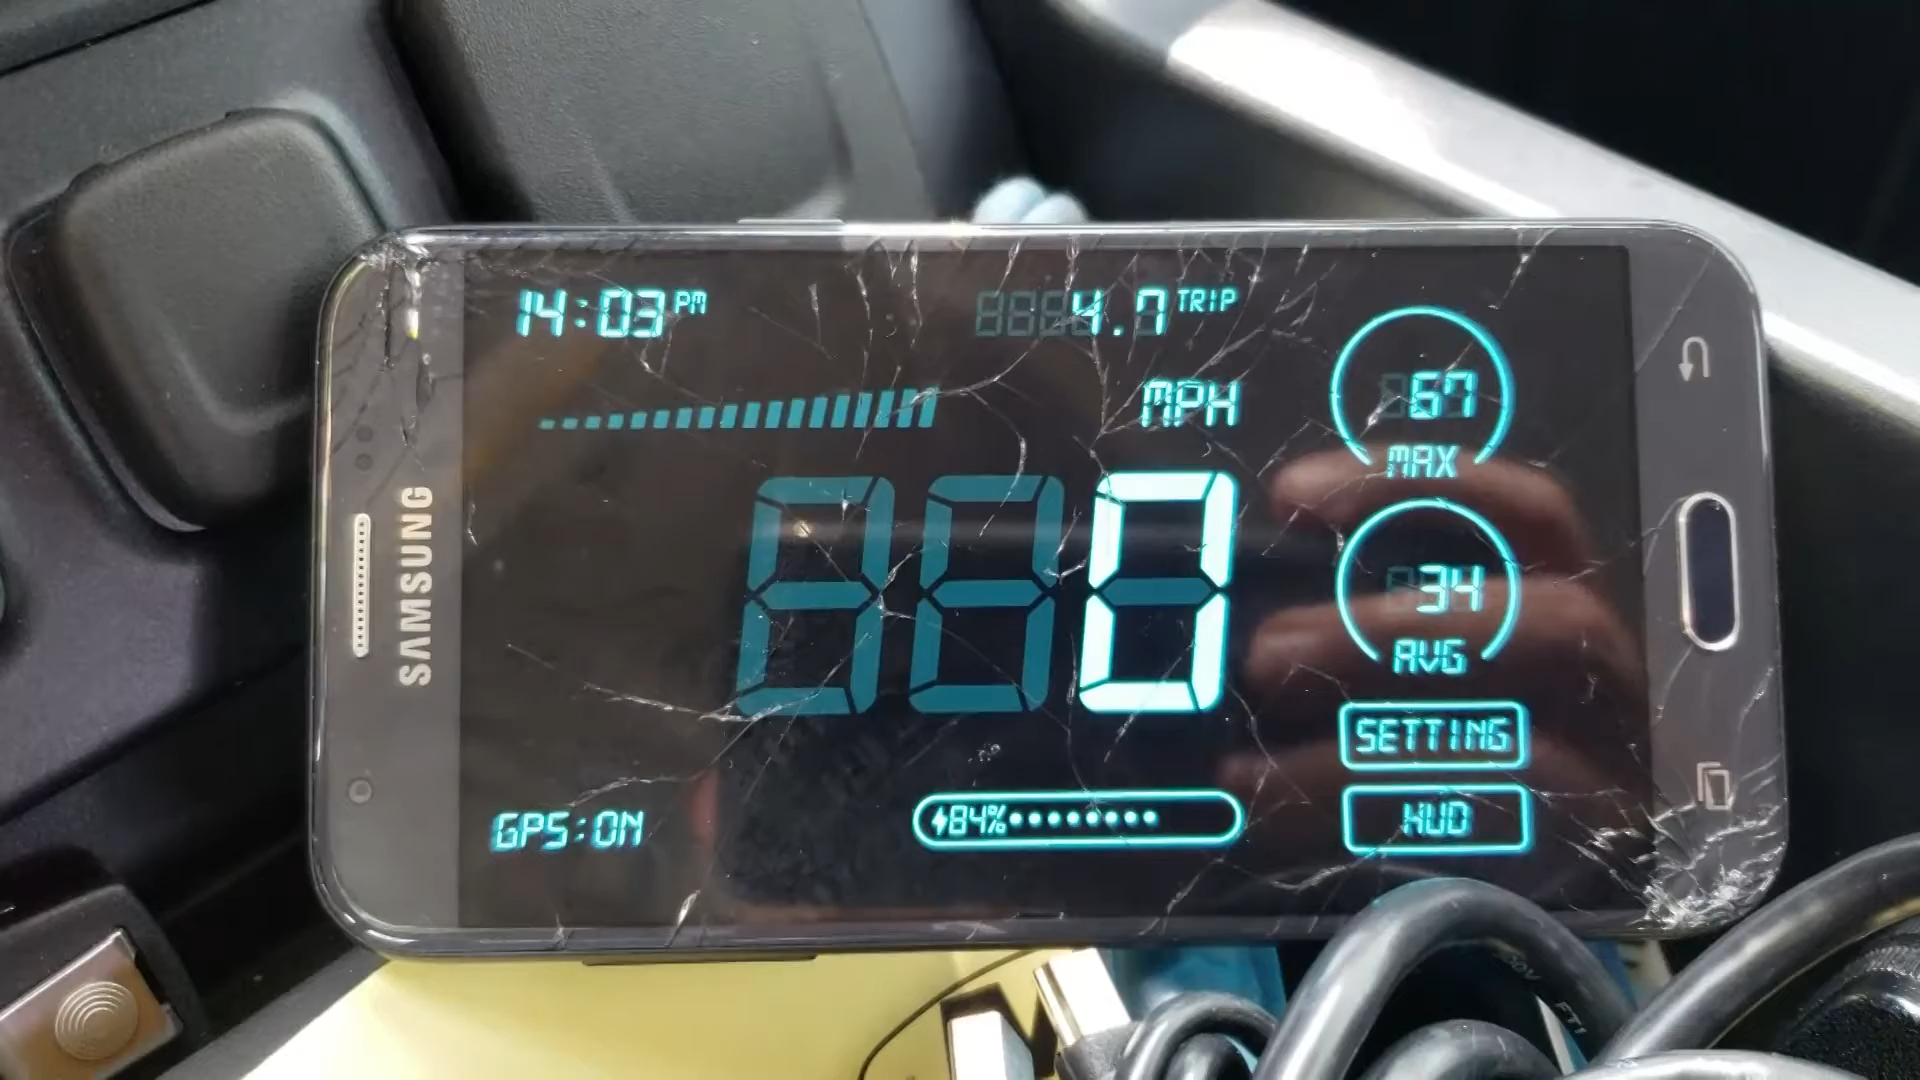 14:03 PM
4.7 TRIP
MPH
67
MAX
0
34
AVG
SETTING
HUD
GPS:ON
84%
SAMSUNG